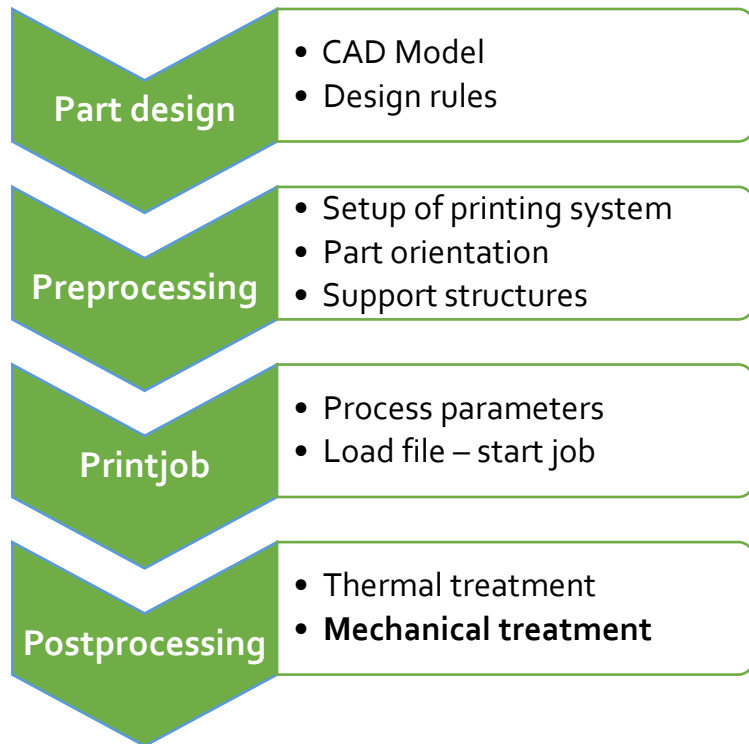 Part design
• CAD Model
• Design rules
Preprocessing
• Setup of printing system
• Part orientation
• Support structures
Printjob
• Process parameters
• Load file – start job
Postprocessing
• Thermal treatment
• Mechanical treatment